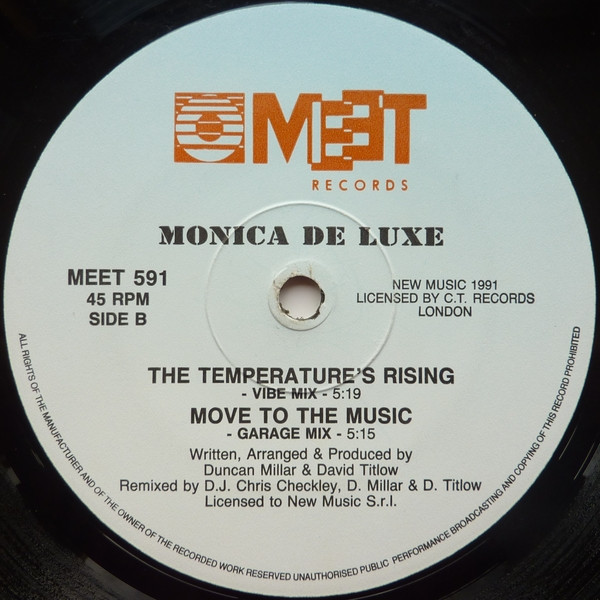 MEET
RECORDS
MONICA DE LUXE
MEET 591
45 RPM
SIDE B
NEW MUSIC 1991
LICENSED BY C.T. RECORDS
LONDON
THE TEMPERATURE'S RISING
- VIBE MIX - 5:19
MOVE TO THE MUSIC
- GARAGE MIX - 5:15
Written, Arranged & Produced by
Duncan Millar & David Titlow
Remixed by D.J. Chris Checkley, D. Millar & D. Titlow
Licensed to New Music S.r.l.
ALL RIGHTS OF THE MANUFACTURER AND OF THE OWNER OF THE RECORDED WORK RESERVED UNAUTHORISED PUBLIC PERFORMANCE BROADCASTING AND COPYING OF THIS RECORD PROHIBITED